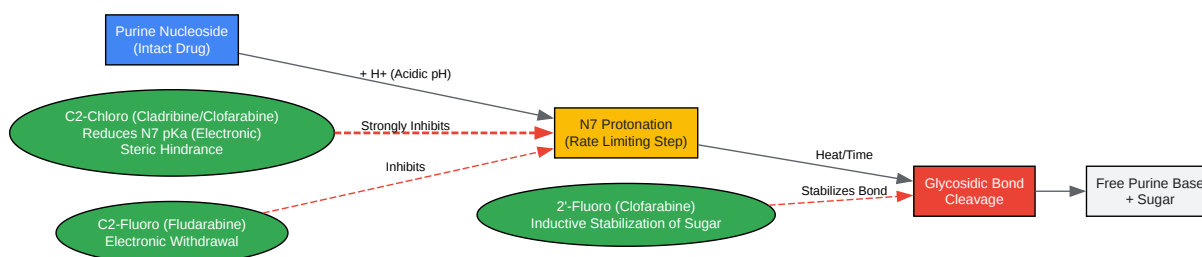 Purine Nucleoside
(Intact Drug)
+ H+ (Acidic pH)
C2-Chloro (Cladribine/Clofarabine)
Reduces N7 pKa (Electronic)
Steric Hindrance
Strongly Inhibits
N7 Protonation
(Rate Limiting Step)
Inhibits
Heat/Time
C2-Fluoro (Fludarabine)
Electronic Withdrawal
2'-Fluoro (Clofarabine)
Inductive Stabilization of Sugar
Stabilizes Bond
Glycosidic Bond
Cleavage
Free Purine Base
+ Sugar